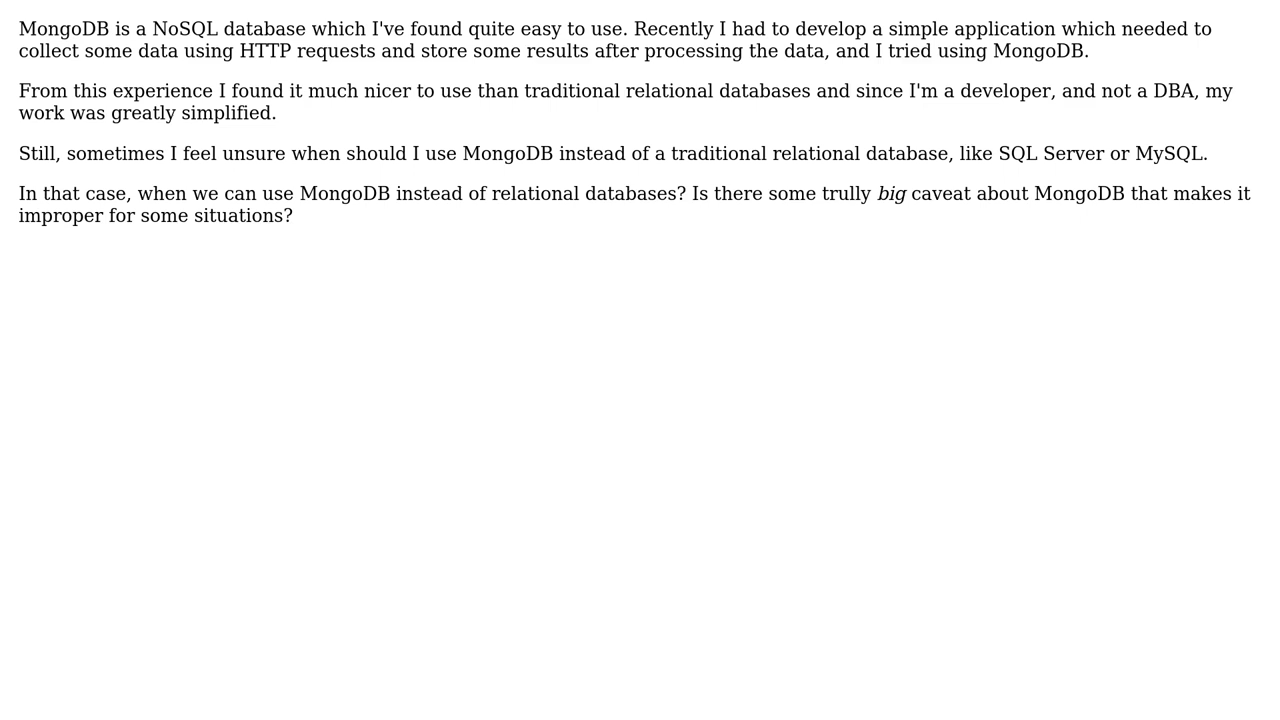 MongoDB is a NoSQL database which I've found quite easy to use. Recently I had to develop a simple application which needed to
collect some data using HTTP requests and store some results after processing the data, and I tried using MongoDB.
From this experience I found it much nicer to use than traditional relational databases and since I'm a developer, and not a DBA, my
work was greatly simplified.
Still, sometimes I feel unsure when should I use MongoDB instead of a traditional relational database, like SQL Server or MySQL.
In that case, when we can use MongoDB instead of relational databases? Is there some trully big caveat about MongoDB that makes it
improper for some situations?